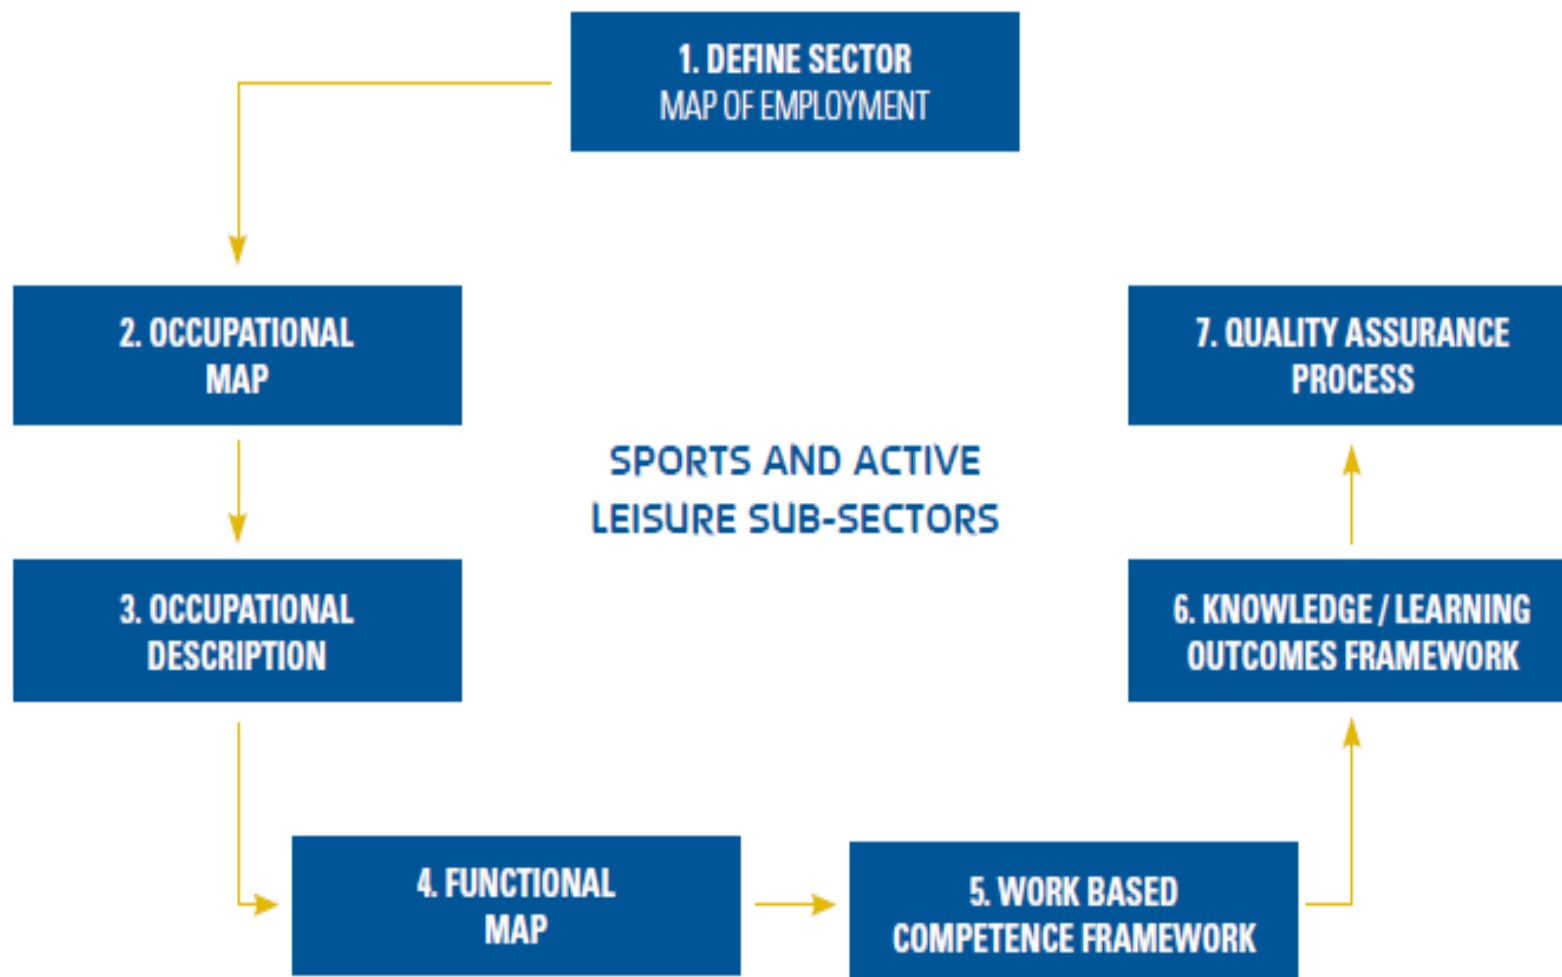 1. DEFINE SECTOR
MAP OF EMPLOYMENT
2. OCCUPATIONAL
MAP
3. OCCUPATIONAL
DESCRIPTION
4. FUNCTIONAL
MAP
5. WORK BASED
COMPETENCE FRAMEWORK
6. KNOWLEDGE / LEARNING
OUTCOMES FRAMEWORK
7. QUALITY ASSURANCE
PROCESS
SPORTS AND ACTIVE
LEISURE SUB-SECTORS